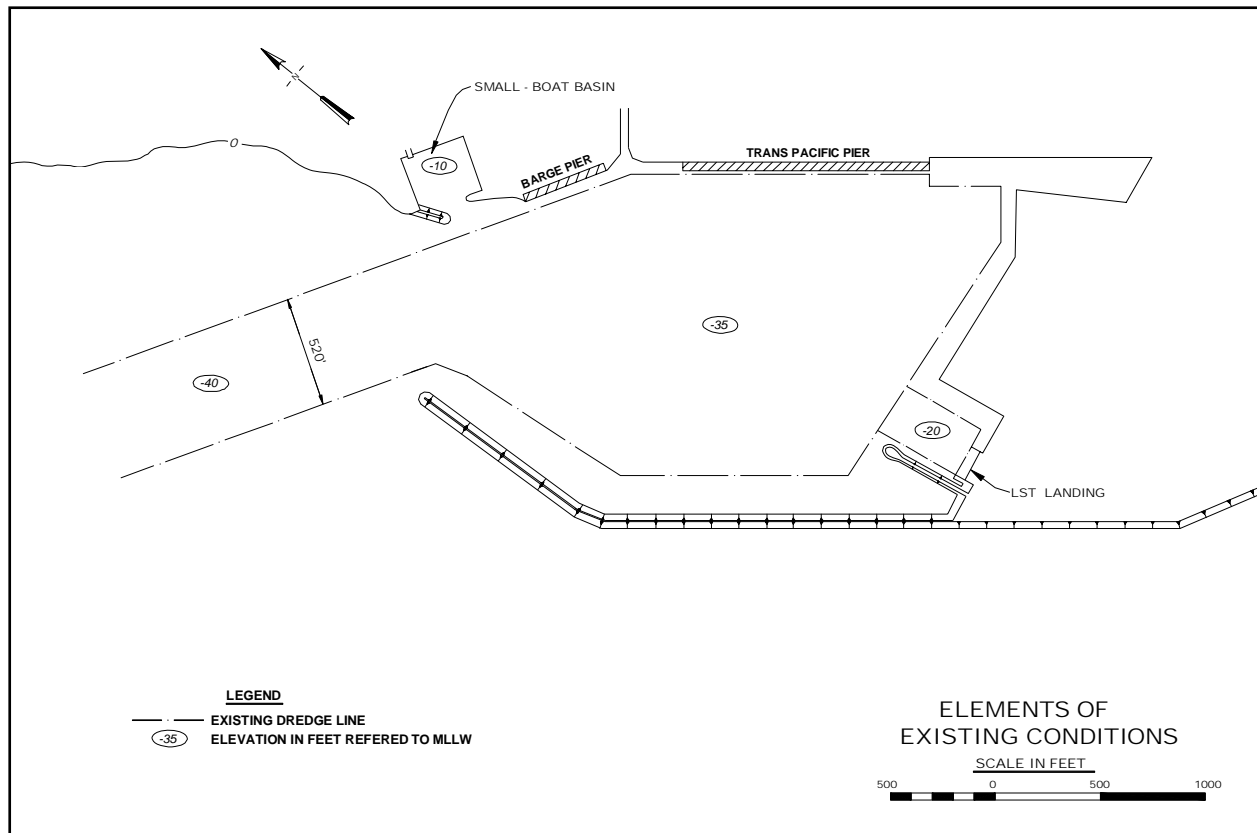 N
SMALL - BOAT BASIN
0
-10
BARGE PIER
TRANS PACIFIC PIER
520'
-35
-40
-20
LST LANDING
LEGEND
EXISTING DREDGE LINE
-35 ELEVATION IN FEET REFERED TO MLLW
ELEMENTS OF
EXISTING CONDITIONS
SCALE IN FEET
500 0 500 1000